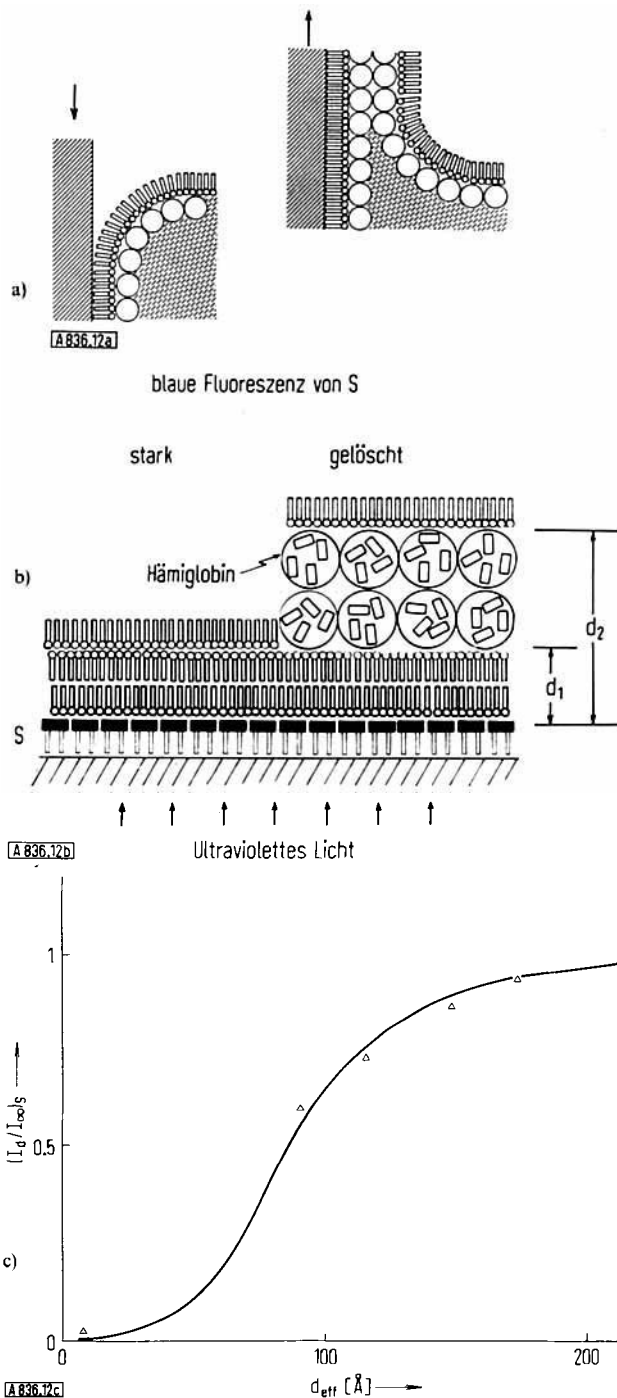 a)
A 836.12a
blaue Fluoreszenz von S
stark gelöscht
Hämiglobin
b)
d₂
d₁
S
A 836.12b
Ultraviolettes Licht
1
(I_d/I_∞)_S
0.5
c)
0
0 100 200
A 836.12c
d_eff [Å]